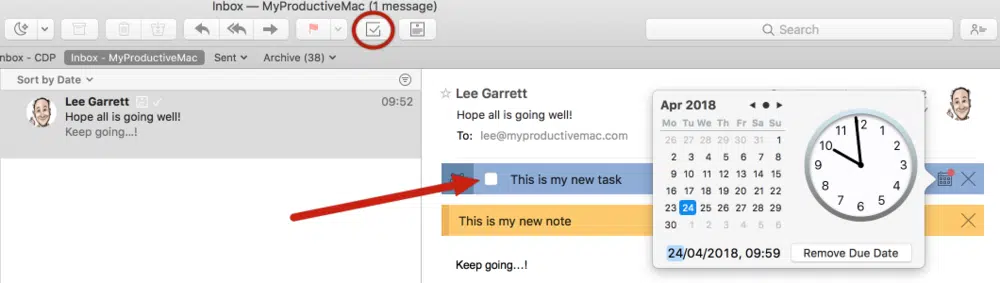 Inbox — MyProductiveMac (1 message)
Search
nbox - CDP Inbox - MyProductiveMac Sent Archive (38)
Sort by Date
Lee Garrett 09:52
Hope all is going well!
Keep going...!
Lee Garrett
Hope all is going well!
To: lee@myproductivemac.com
This is my new task
This is my new note
Keep going...!
Apr 2018
Mo Tu We Th Fr Sa Su
26 27 28 29 30 31 1
2 3 4 5 6 7 8
9 10 11 12 13 14 15
16 17 18 19 20 21 22
23 24 25 26 27 28 29
30 1 2 3 4 5 6
12 1 2 3 4 5 6 7 8 9 10 11
24/04/2018, 09:59 Remove Due Date